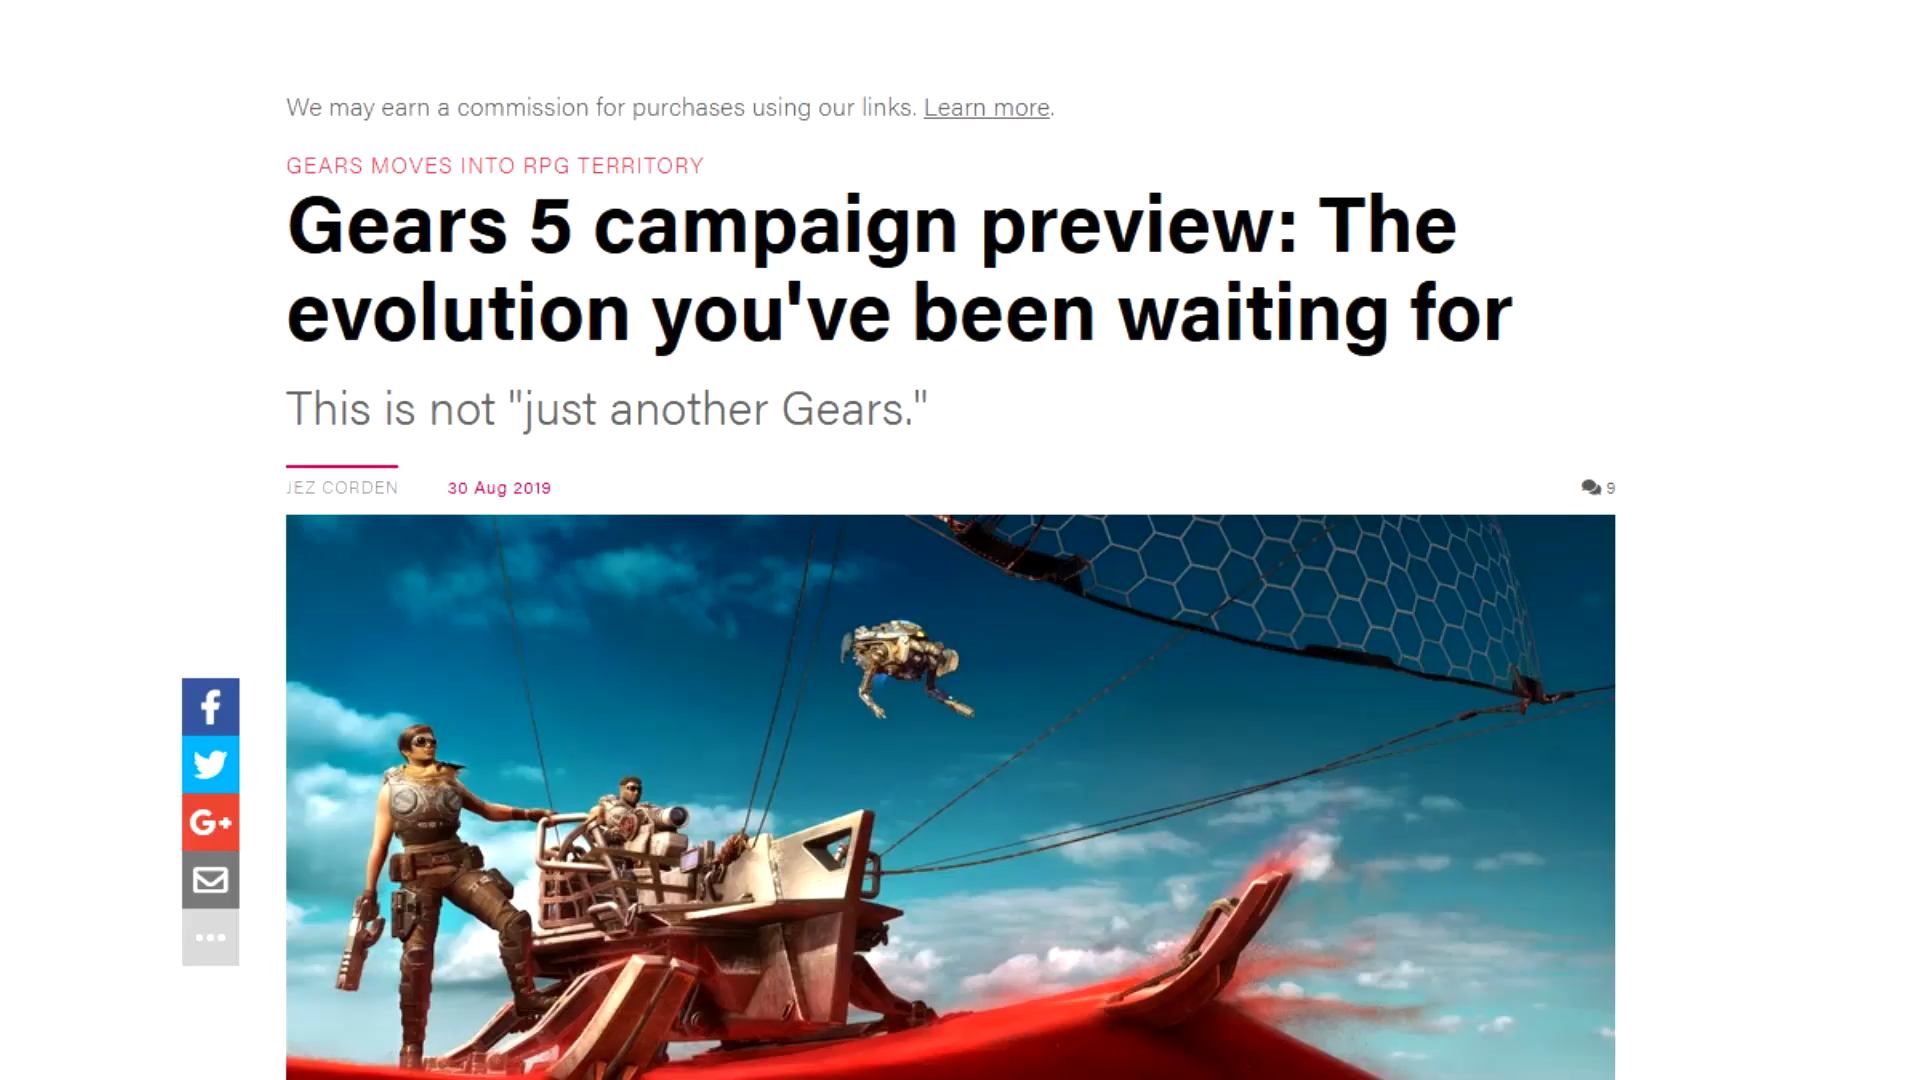 We may earn a commission for purchases using our links. Learn more.
GEARS MOVES INTO RPG TERRITORY
Gears 5 campaign preview: The
evolution you've been waiting for
This is not "just another Gears."
JEZ CORDEN 30 Aug 2019 9
f
G+